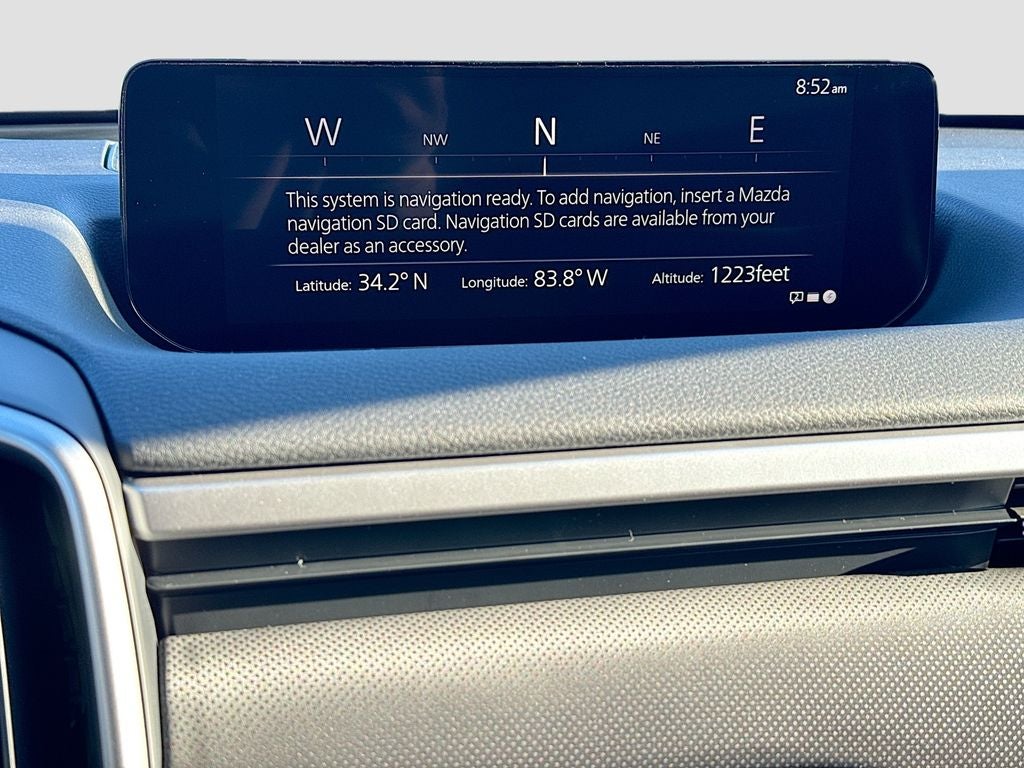 8:52am
W NW N NE E
This system is navigation ready. To add navigation, insert a Mazda
navigation SD card. Navigation SD cards are available from your
dealer as an accessory.
Latitude: 34.2° N Longitude: 83.8° W Altitude: 1223feet